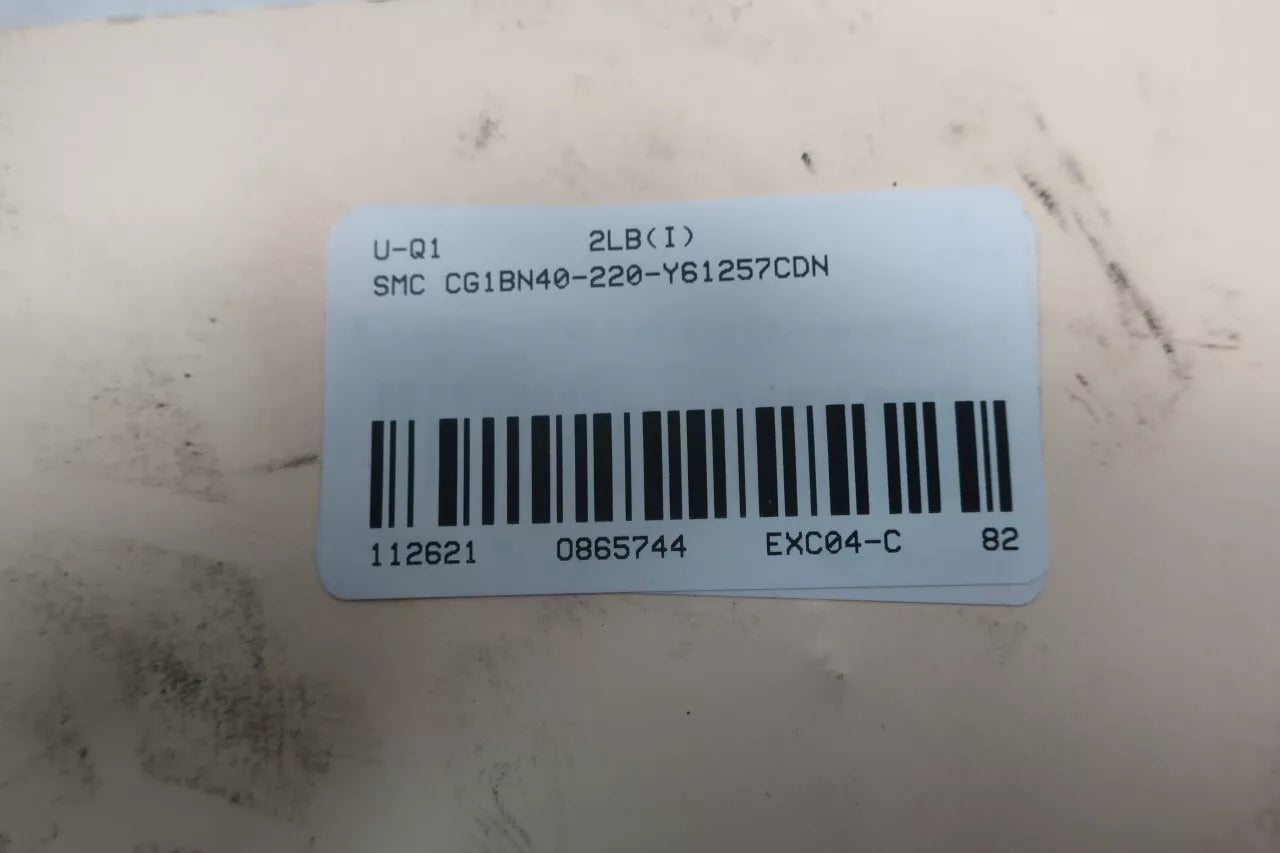 U-Q1 2LB(I)
SMC CG1BN40-220-Y61257CDN
112621 0865744 EXC04-C 82